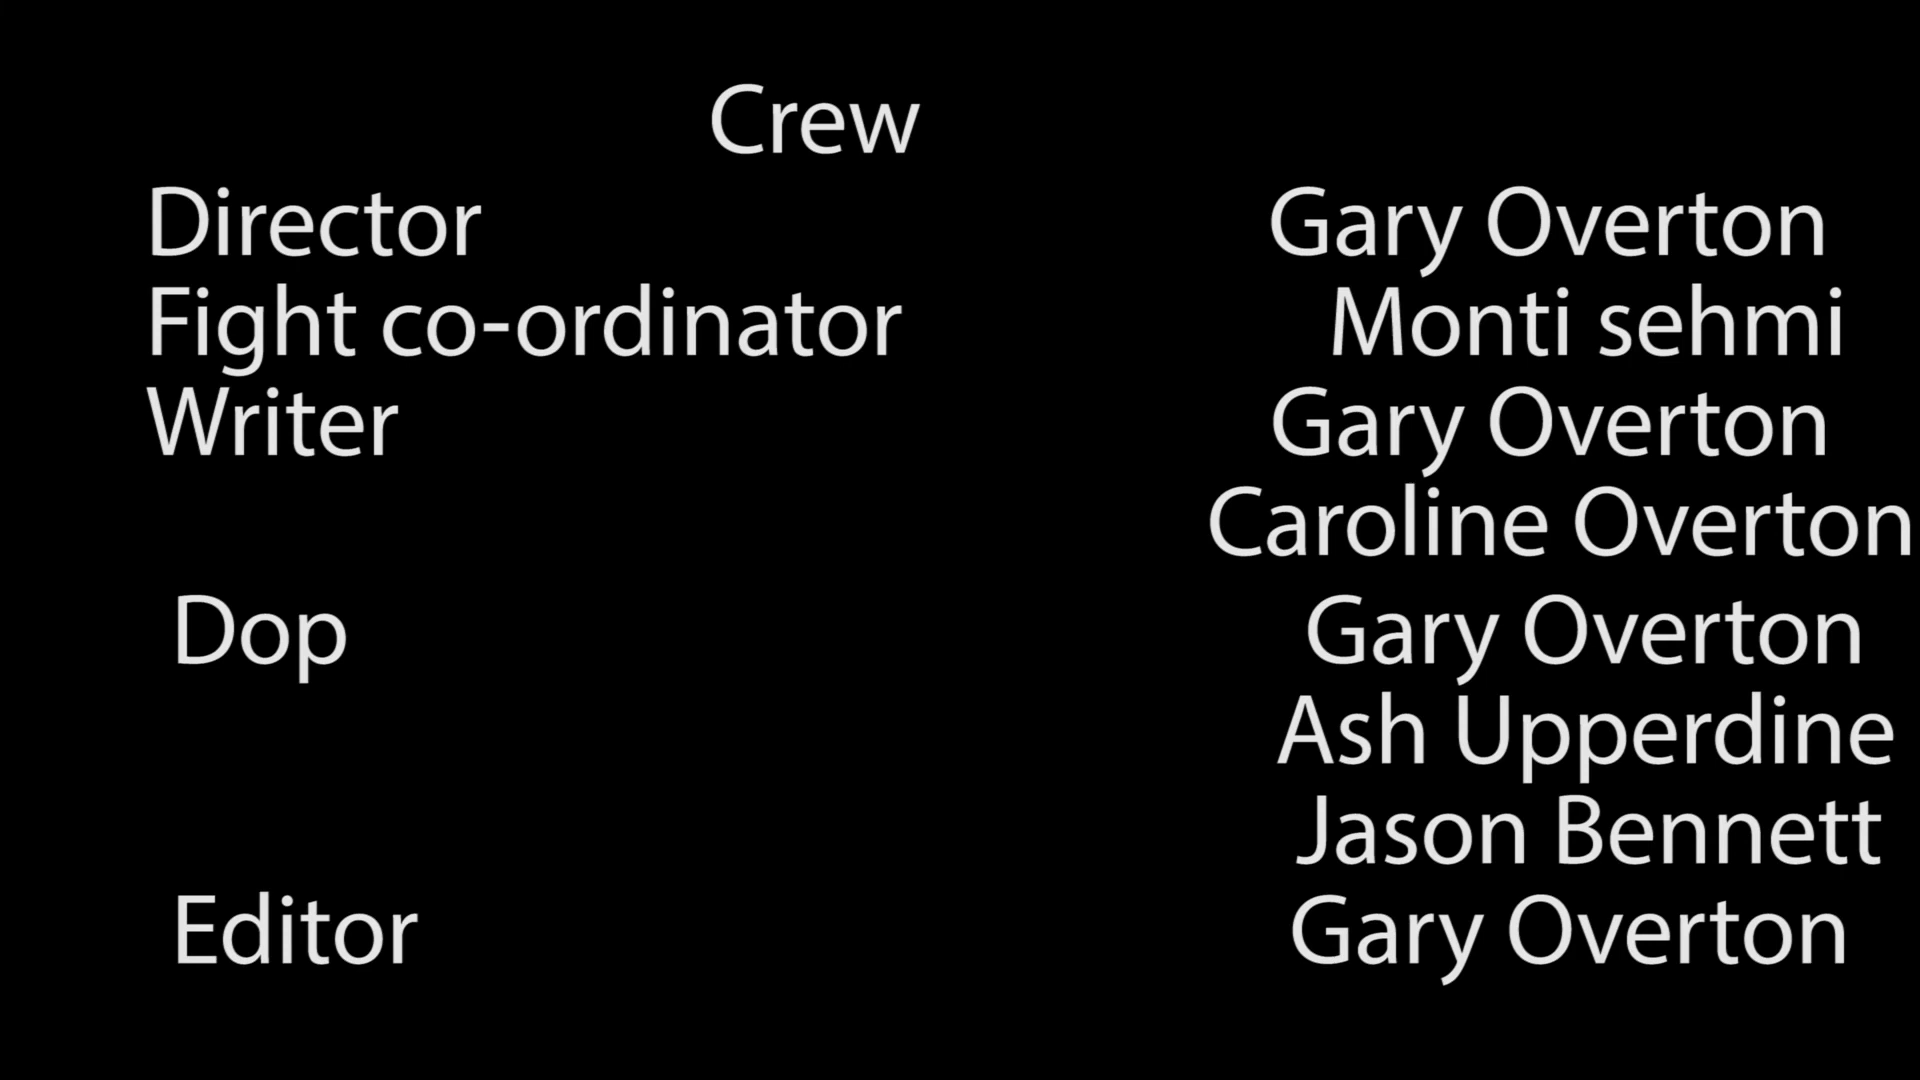 Crew
Director Gary Overton
Fight co-ordinator Monti sehmi
Writer Gary Overton
Caroline Overton
Dop Gary Overton
Ash Upperdine
Jason Bennett
Editor Gary Overton